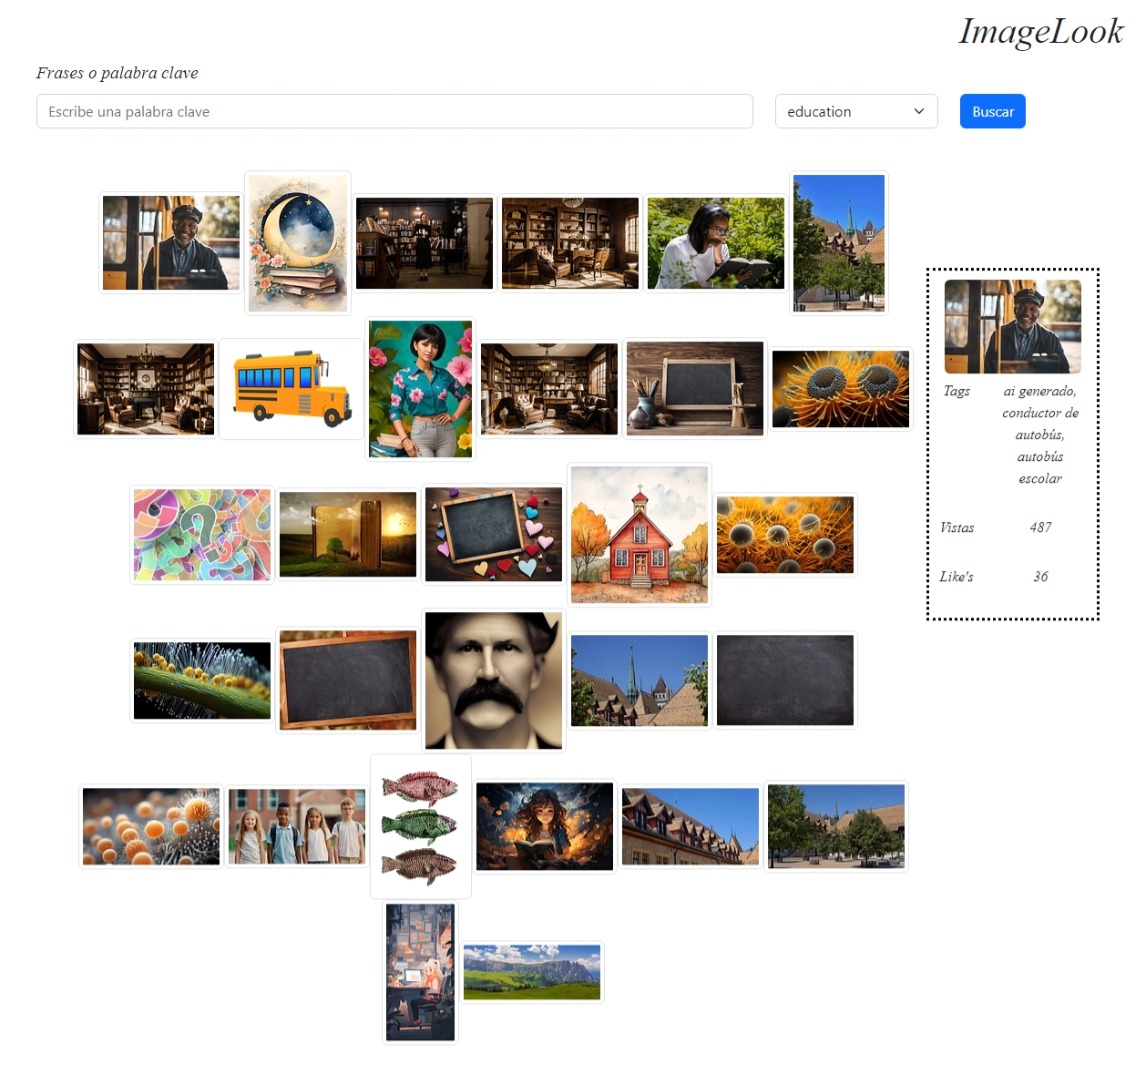 ImageLook
Frases o palabra clave
Escribe una palabra clave
education
Buscar
Tags
ai generado,
conductor de
autobús,
autobús
escolar
Vistas
487
Like's
36